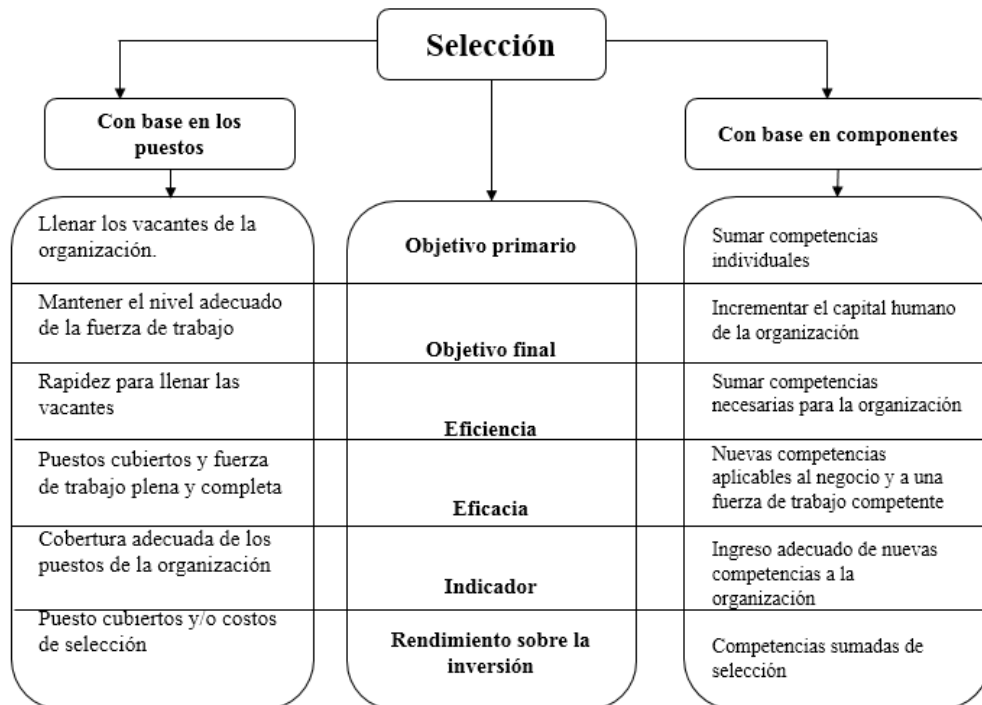 Selección
Con base en los
puestos
Con base en componentes
Llenar los vacantes de la
organización.
Objetivo primario
Sumar competencias
individuales
Mantener el nivel adecuado
de la fuerza de trabajo
Objetivo final
Incrementar el capital humano
de la organización
Rapidez para llenar las
vacantes
Eficiencia
Sumar competencias
necesarias para la organización
Puestos cubiertos y fuerza
de trabajo plena y completa
Eficacia
Nuevas competencias
aplicables al negocio y a una
fuerza de trabajo competente
Cobertura adecuada de los
puestos de la organización
Indicador
Ingreso adecuado de nuevas
competencias a la
organización
Puesto cubiertos y/o costos
de selección
Rendimiento sobre la
inversión
Competencias sumadas de
selección